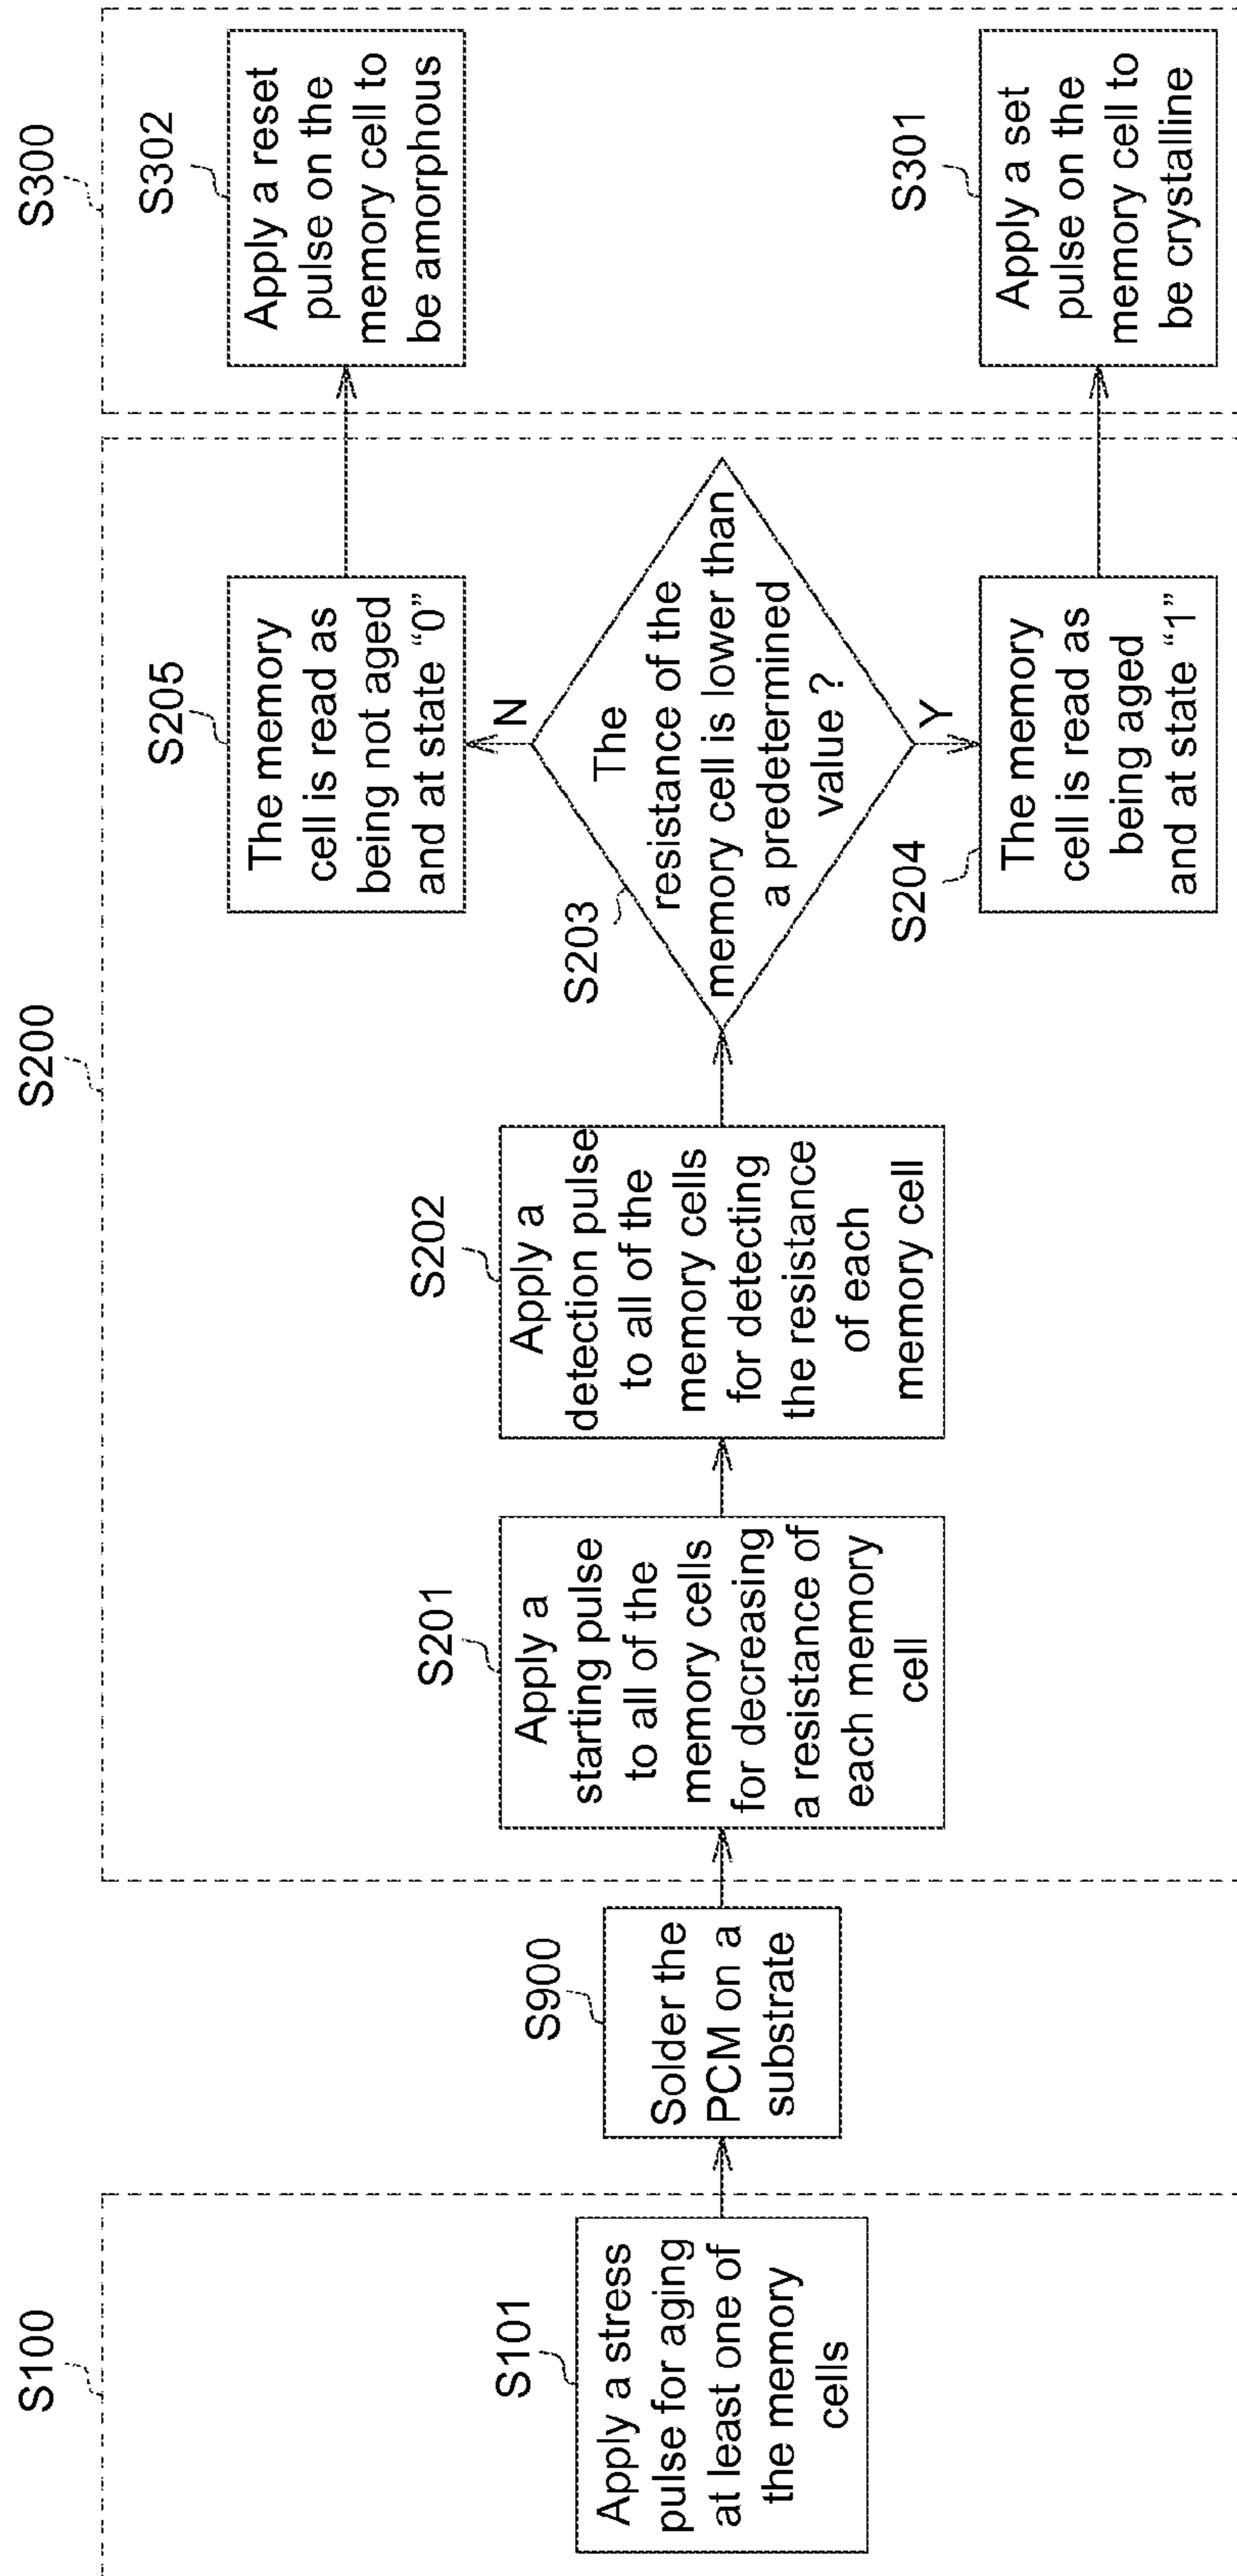 S100
S101
Apply a stress
pulse for aging
at least one of
the memory
cells
S900
Solder the
PCM on a
substrate
S200
S201
Apply a
starting pulse
to all of the
memory cells
for decreasing
a resistance of
each memory
cell
S202
Apply a
detection pulse
to all of the
memory cells
for detecting
the resistance
of each
memory cell
S203
The
resistance of the
memory cell is lower than
a predetermined
value ?
N
Y
S205
The memory
cell is read as
being not aged
and at state “0”
S204
The memory
cell is read as
being aged
and at state “1”
S300
S302
Apply a reset
pulse on the
memory cell to
be amorphous
S301
Apply a set
pulse on the
memory cell to
be crystalline